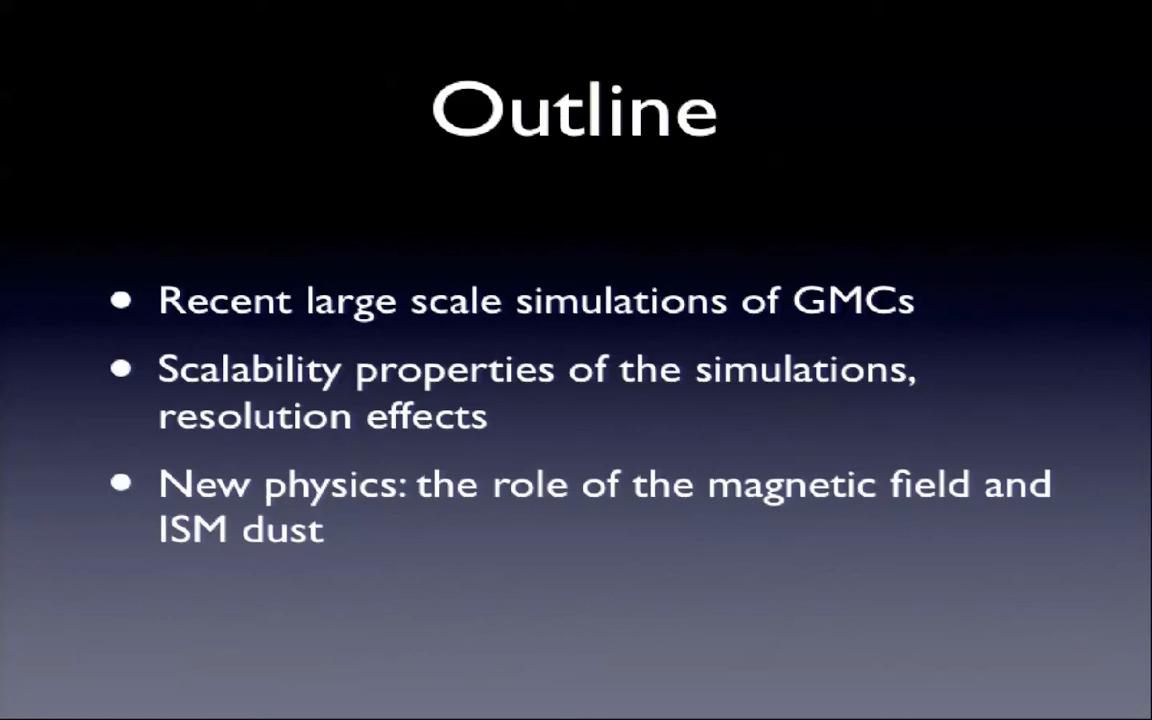 Outline
• Recent large scale simulations of GMCs
• Scalability properties of the simulations,
resolution effects
• New physics: the role of the magnetic field and
ISM dust